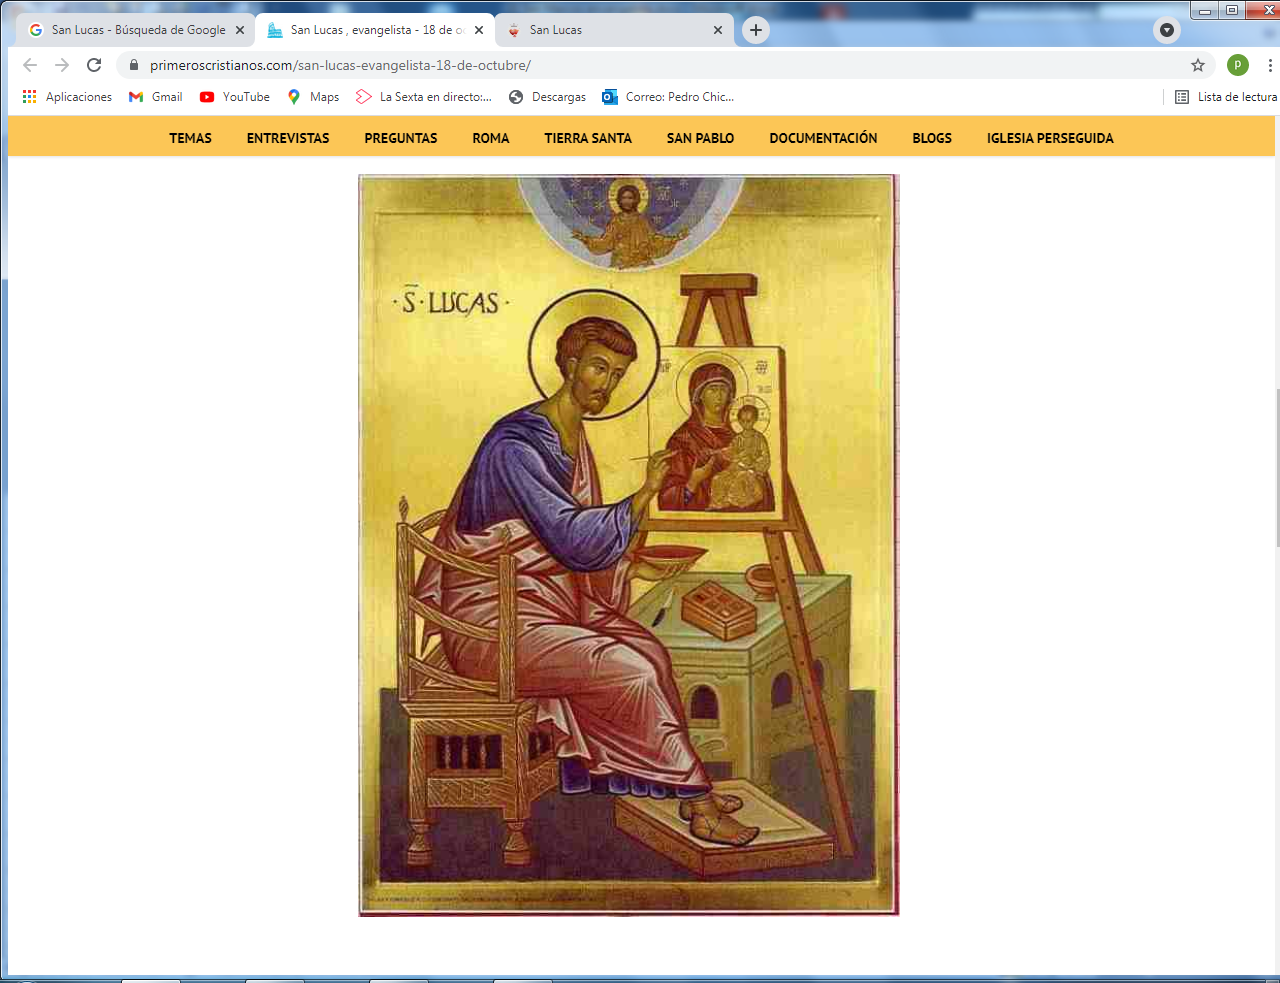 San Lucas - Búsqueda de Google
San Lucas , evangelista - 18 de oc
San Lucas
primeroscristianos.com/san-lucas-evangelista-18-de-octubre/
P
Aplicaciones
Gmail
YouTube
Maps
La Sexta en directo:...
Descargas
Correo: Pedro Chic...
Lista de lectura
TEMAS
ENTREVISTAS
PREGUNTAS
ROMA
TIERRA SANTA
SAN PABLO
DOCUMENTACIÓN
BLOGS
IGLESIA PERSEGUIDA
· S̅ · LUCAS ·